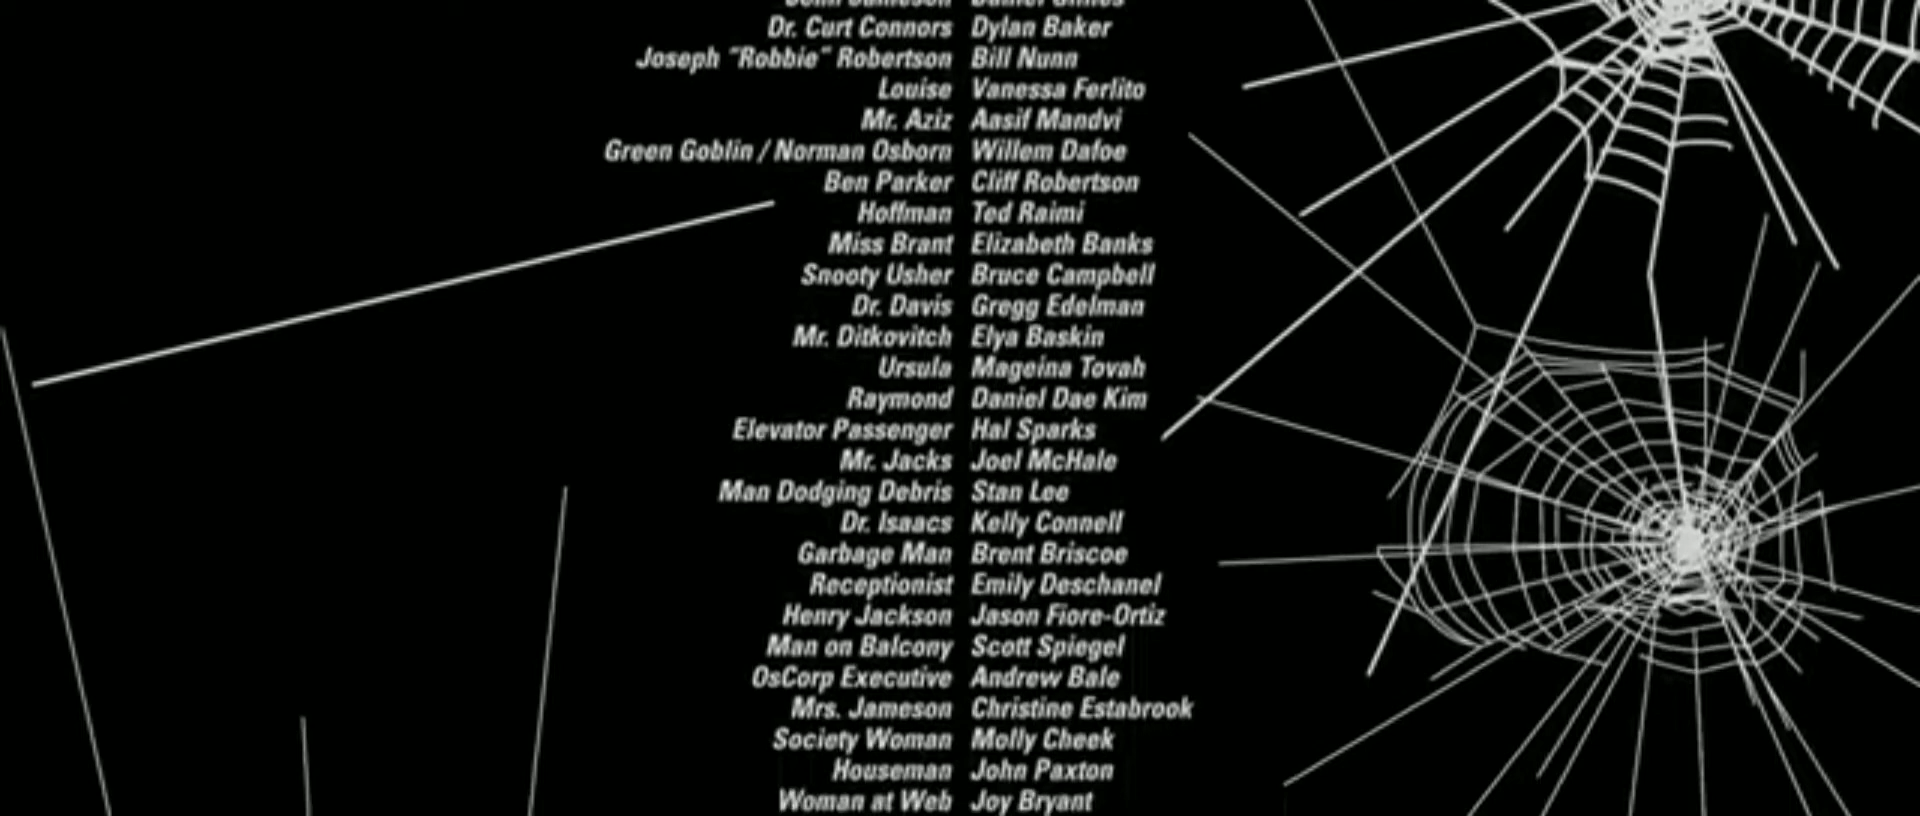 Dr. Curt Connors Dylan Baker
Joseph "Robbie" Robertson Bill Nunn
Louise Vanessa Ferlito
Mr. Aziz Aasif Mandvi
Green Goblin / Norman Osborn Willem Dafoe
Ben Parker Cliff Robertson
Hoffman Ted Raimi
Miss Brant Elizabeth Banks
Snooty Usher Bruce Campbell
Dr. Davis Gregg Edelman
Mr. Ditkovitch Elya Baskin
Ursula Mageina Tovah
Raymond Daniel Dae Kim
Elevator Passenger Hal Sparks
Mr. Jacks Joel McHale
Man Dodging Debris Stan Lee
Dr. Isaacs Kelly Connell
Garbage Man Brent Briscoe
Receptionist Emily Deschanel
Henry Jackson Jason Fiore-Ortiz
Man on Balcony Scott Spiegel
OsCorp Executive Andrew Bale
Mrs. Jameson Christine Estabrook
Society Woman Molly Cheek
Houseman John Paxton
Woman at Web Joy Bryant